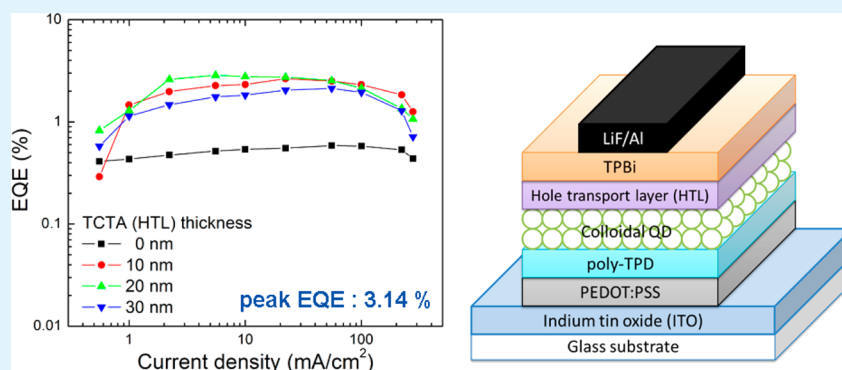 10
1
0.1
0.01
EQE (%)
TCTA (HTL) thickness
0 nm
10 nm
20 nm
30 nm
peak EQE : 3.14 %
1
10
100
Current density (mA/cm²)
LiF/Al
TPBi
Hole transport layer (HTL)
Colloidal QD
poly-TPD
PEDOT:PSS
Indium tin oxide (ITO)
Glass substrate